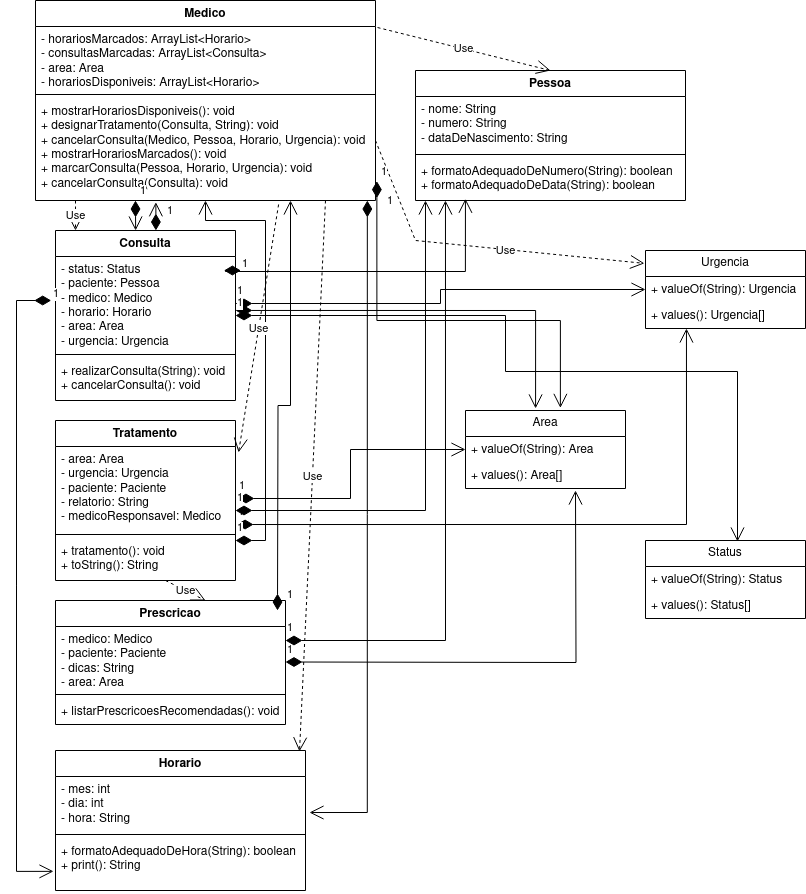 Medico
- horariosMarcados: ArrayList<Horario>
- consultasMarcadas: ArrayList<Consulta>
- area: Area
- horariosDisponiveis: ArrayList<Horario>
+ mostrarHorariosDisponiveis(): void
+ designarTratamento(Consulta, String): void
+ cancelarConsulta(Medico, Pessoa, Horario, Urgencia): void
+ mostrarHorariosMarcados(): void
+ marcarConsulta(Pessoa, Horario, Urgencia): void
+ cancelarConsulta(Consulta): void
Use
Pessoa
- nome: String
- numero: String
- dataDeNascimento: String
+ formatoAdequadoDeNumero(String): boolean
+ formatoAdequadoDeData(String): boolean
1
1
1
1
Use
Use
Urgencia
+ valueOf(String): Urgencia
+ values(): Urgencia[]
Consulta
- status: Status
- paciente: Pessoa
- medico: Medico
- horario: Horario
- area: Area
- urgencia: Urgencia
+ realizarConsulta(String): void
+ cancelarConsulta(): void
1
1
1
1
Use
Area
+ valueOf(String): Area
+ values(): Area[]
Tratamento
- area: Area
- urgencia: Urgencia
- paciente: Paciente
- relatorio: String
- medicoResponsavel: Medico
+ tratamento(): void
+ toString(): String
1
1
1
Use
Status
+ valueOf(String): Status
+ values(): Status[]
Use
1
1
1
Prescricao
- medico: Medico
- paciente: Paciente
- dicas: String
- area: Area
+ listarPrescricoesRecomendadas(): void
Horario
- mes: int
- dia: int
- hora: String
+ formatoAdequadoDeHora(String): boolean
+ print(): String